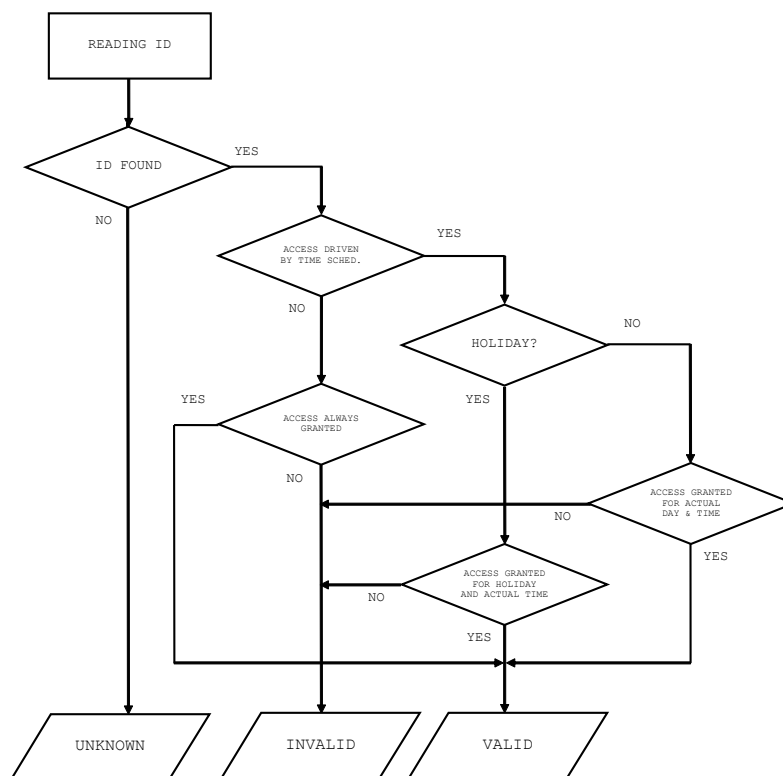 READING ID
YES
ID FOUND
NO
YES
ACCESS DRIVEN
BY TIME SCHED.
NO
NO
HOLIDAY?
YES
YES
ACCESS ALWAYS
GRANTED
NO
ACCESS GRANTED
FOR ACTUAL
DAY & TIME
NO
YES
ACCESS GRANTED
FOR HOLIDAY
AND ACTUAL TIME
NO
YES
UNKNOWN
INVALID
VALID